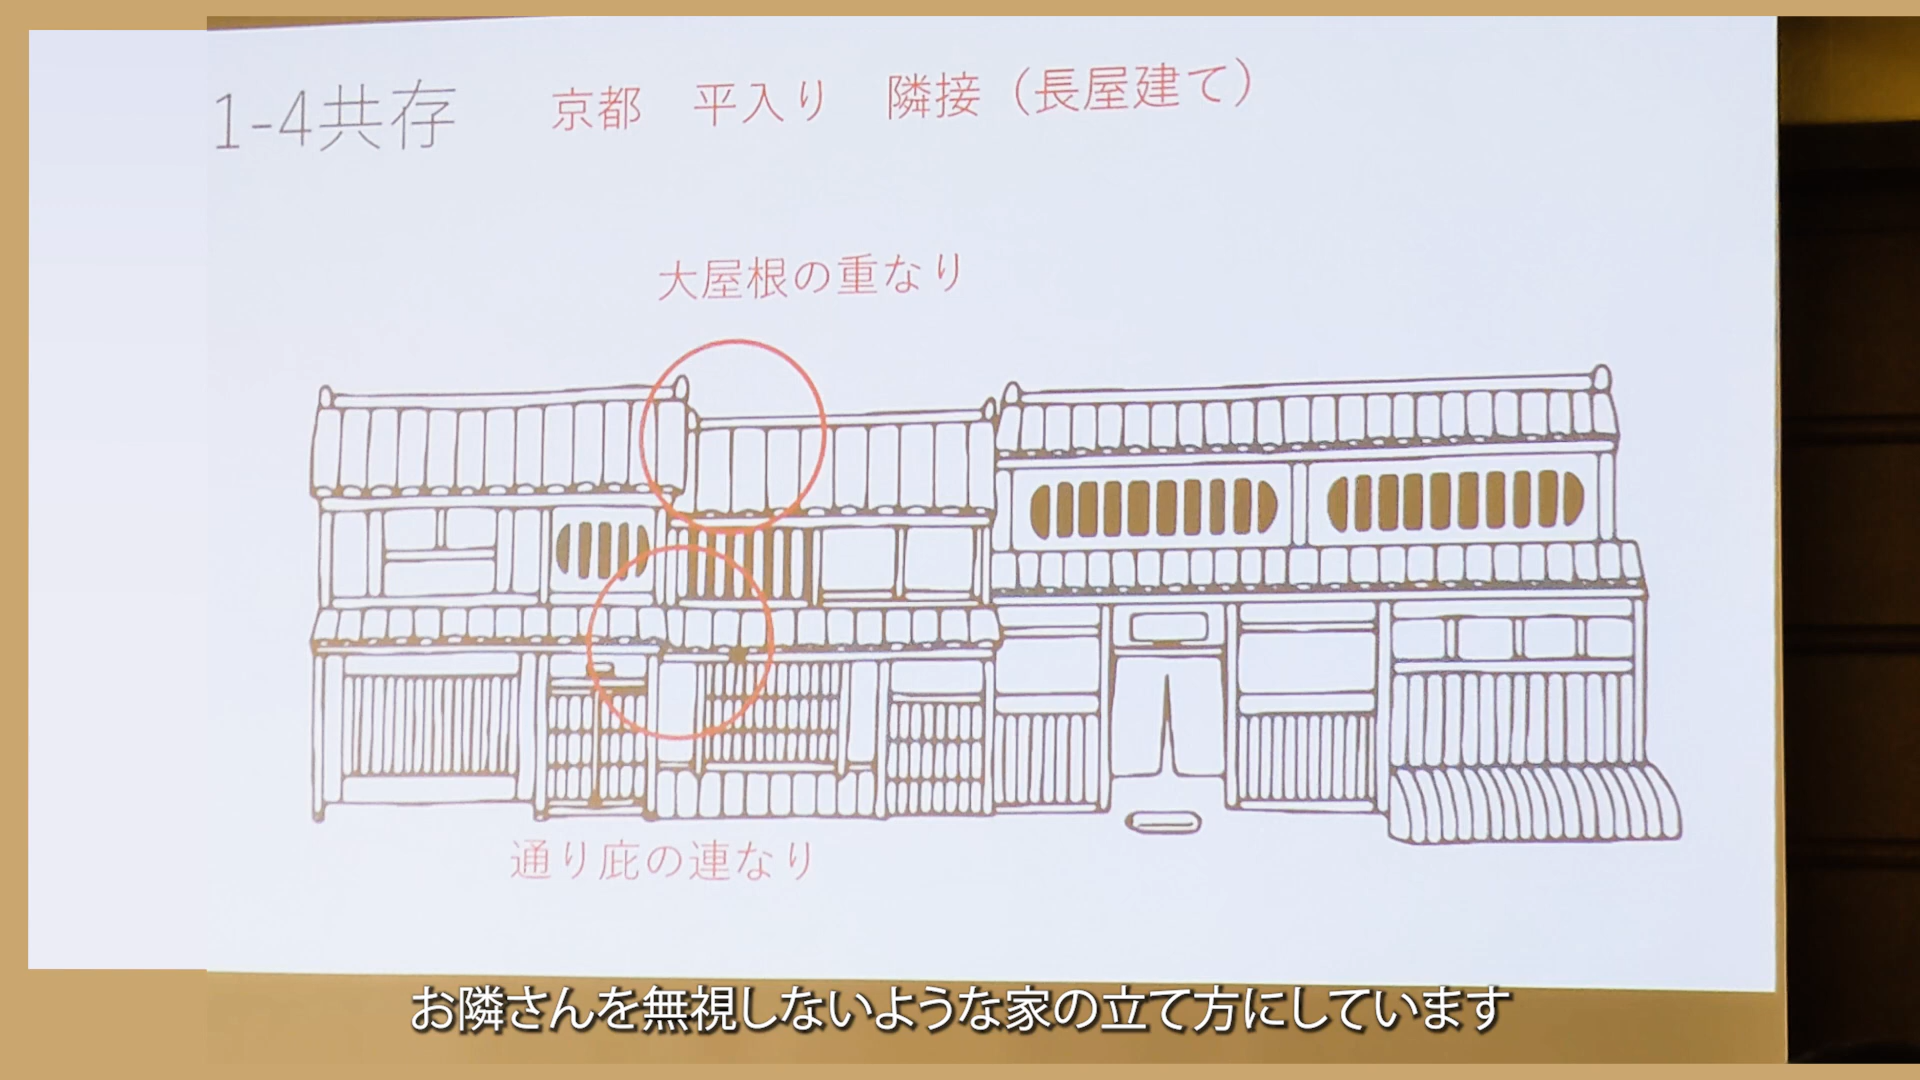 1-4共存
京都 平入り 隣接（長屋建て）
大屋根の重なり
通り庇の連なり
お隣さんを無視しないような家の立て方にしています